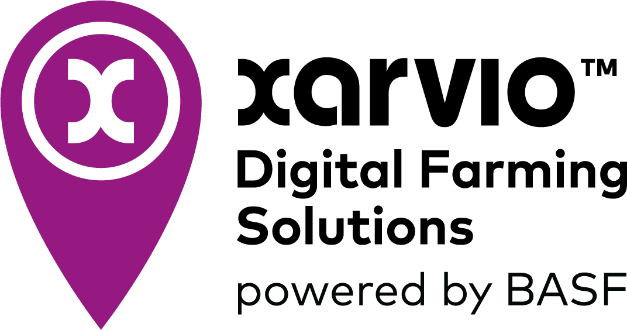 x
xarvio™
Digital Farming
Solutions
powered by BASF